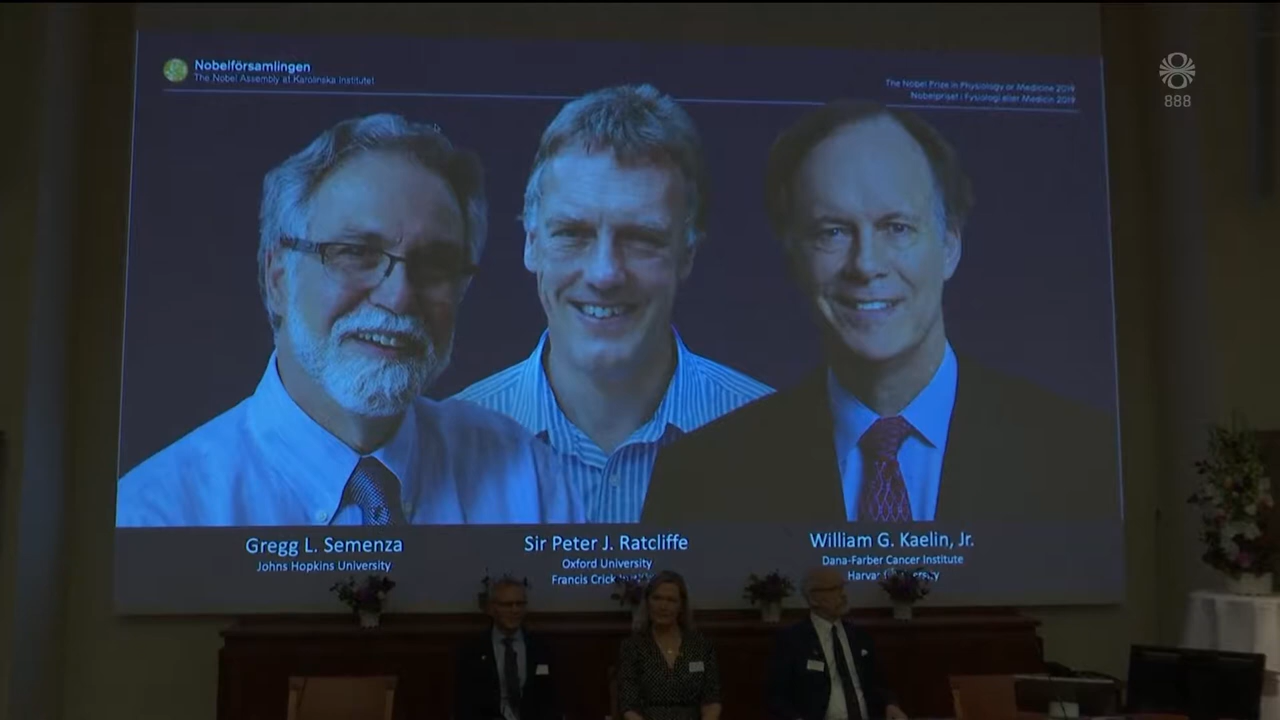 Nobelförsamlingen
The Nobel Assembly at Karolinska Institutet
The Nobel Prize in Physiology or Medicine 2019
Nobelpriset i Fysiologi eller Medicin 2019
888
Gregg L. Semenza
Johns Hopkins University
Sir Peter J. Ratcliffe
Oxford University
Francis Crick
William G. Kaelin, Jr.
Dana-Farber Cancer Institute
Harvard University